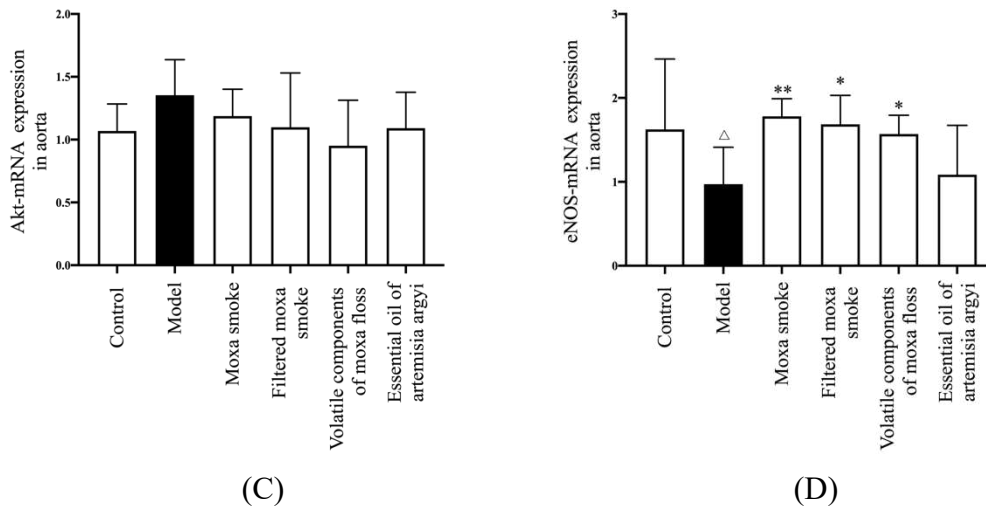 Akt-mRNA expression
in aorta
2.0
1.5
1.0
0.5
0.0
Control
Model
Moxa smoke
Filtered moxa
smoke
Volatile components
of moxa floss
Essential oil of
artemisia argyi
(C)
eNOS-mRNA expression
in aorta
3
2
1
0
△
**
*
*
Control
Model
Moxa smoke
Filtered moxa
smoke
Volatile components
of moxa floss
Essential oil of
artemisia argyi
(D)